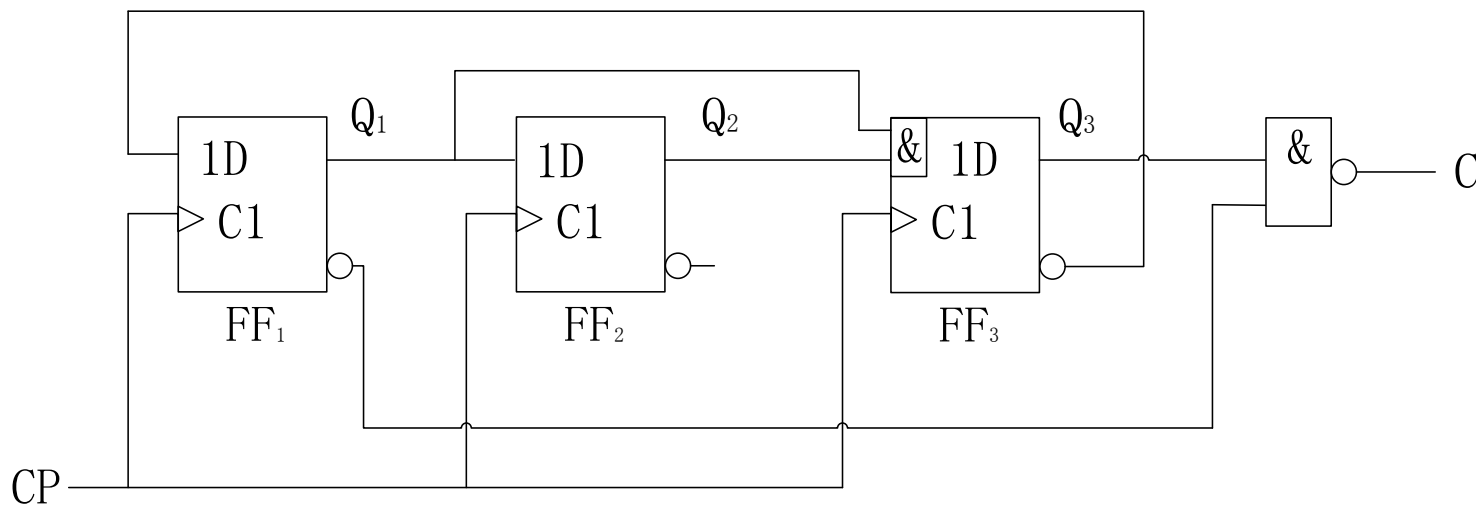 Q₁ Q₂ Q₃
1D 1D & 1D & C
C1 C1 C1
FF₁ FF₂ FF₃
CP